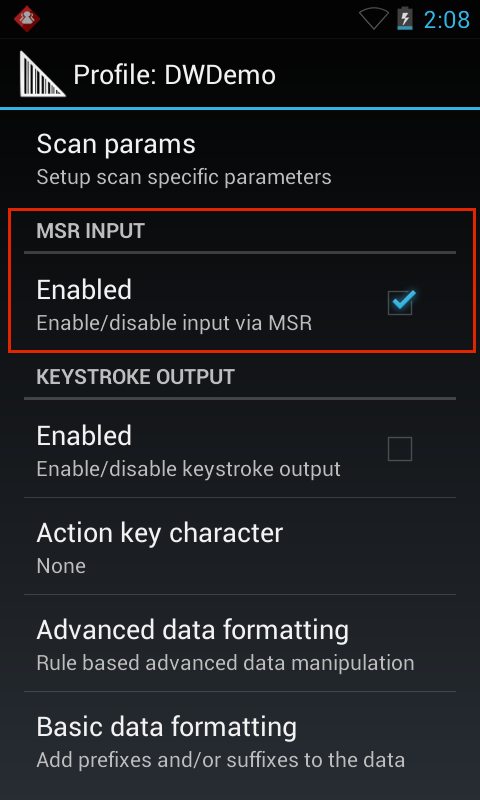 2:08
Profile: DWDemo
Scan params
Setup scan specific parameters
MSR INPUT
Enabled
Enable/disable input via MSR
KEYSTROKE OUTPUT
Enabled
Enable/disable keystroke output
Action key character
None
Advanced data formatting
Rule based advanced data manipulation
Basic data formatting
Add prefixes and/or suffixes to the data